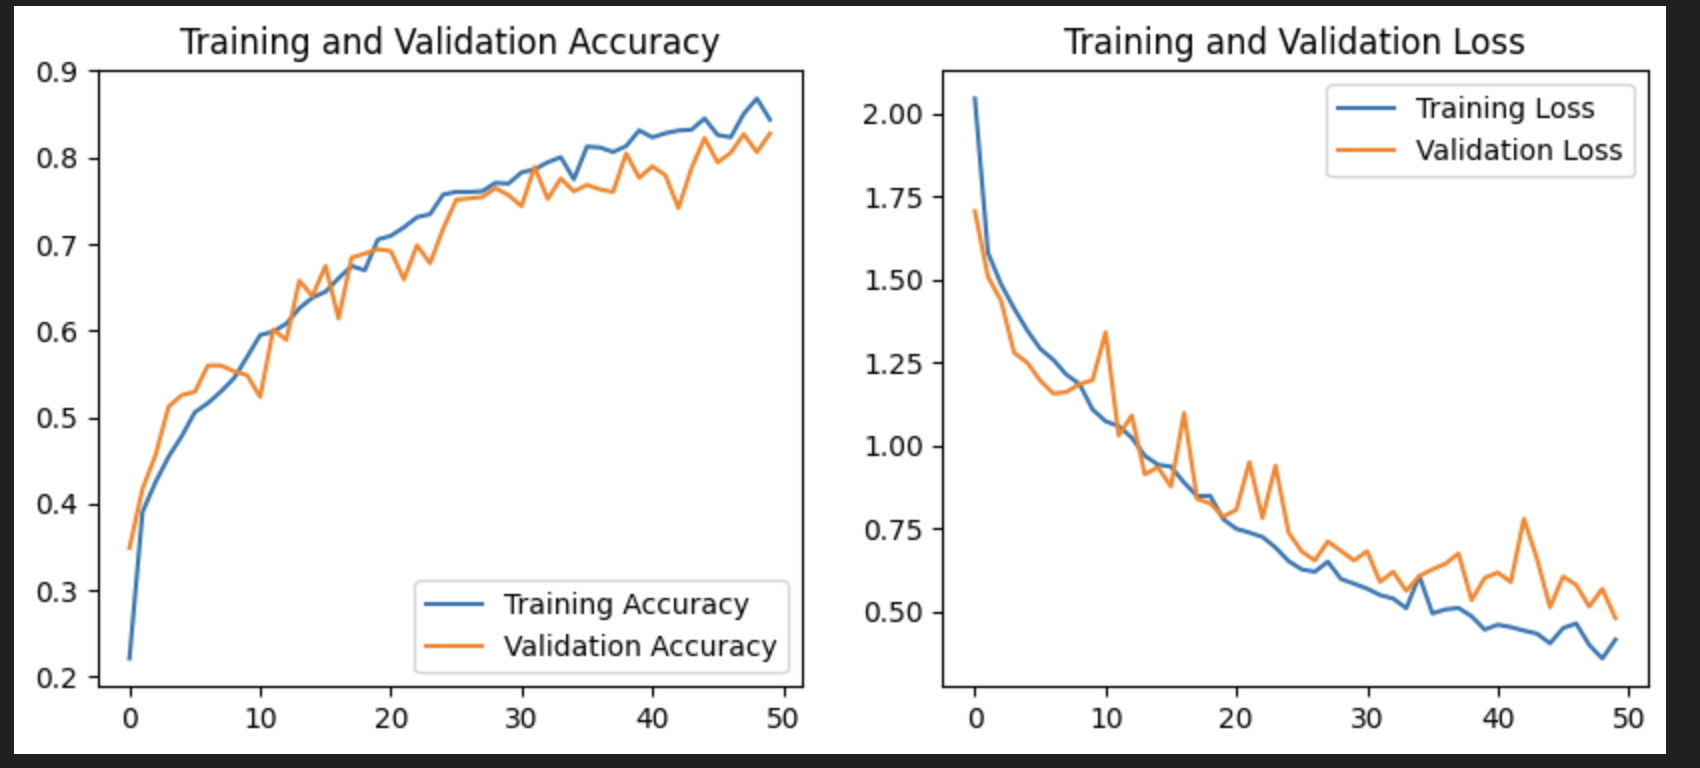 Training and Validation Accuracy
0.9
0.8
0.7
0.6
0.5
0.4
0.3
0.2
Training Accuracy
Validation Accuracy
0 10 20 30 40 50
Training and Validation Loss
2.00
1.75
1.50
1.25
1.00
0.75
0.50
Training Loss
Validation Loss
0 10 20 30 40 50